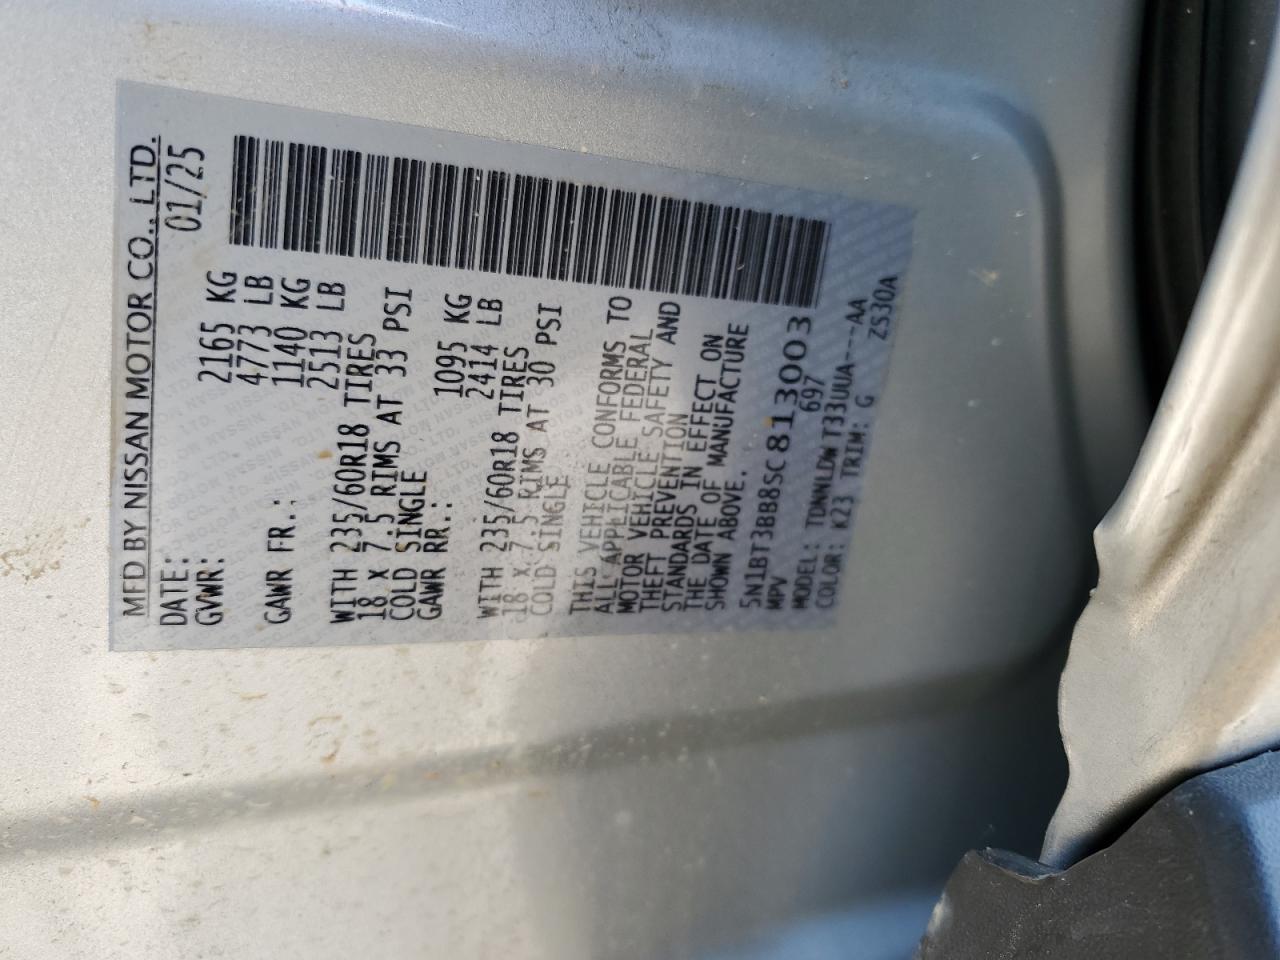 MFD BY NISSAN MOTOR CO., LTD.
DATE: 01/25
GVWR: 2165 KG
4773 LB
GAWR FR.: 1140 KG
2513 LB
WITH 235/60R18 TIRES
18 X 7.5 RIMS AT 33 PSI
COLD SINGLE
GAWR RR.: 1095 KG
2414 LB
WITH 235/60R18 TIRES
18 X 7.5 RIMS AT 30 PSI
COLD SINGLE
THIS VEHICLE CONFORMS TO
ALL APPLICABLE FEDERAL
MOTOR VEHICLE SAFETY AND
THEFT PREVENTION
STANDARDS IN EFFECT ON
THE DATE OF MANUFACTURE
SHOWN ABOVE.
5N1BT3BB8SC813003
MPV 697
MODEL: TDNNLDWT33UUA---AA
COLOR: K23 TRIM: G ZS30A